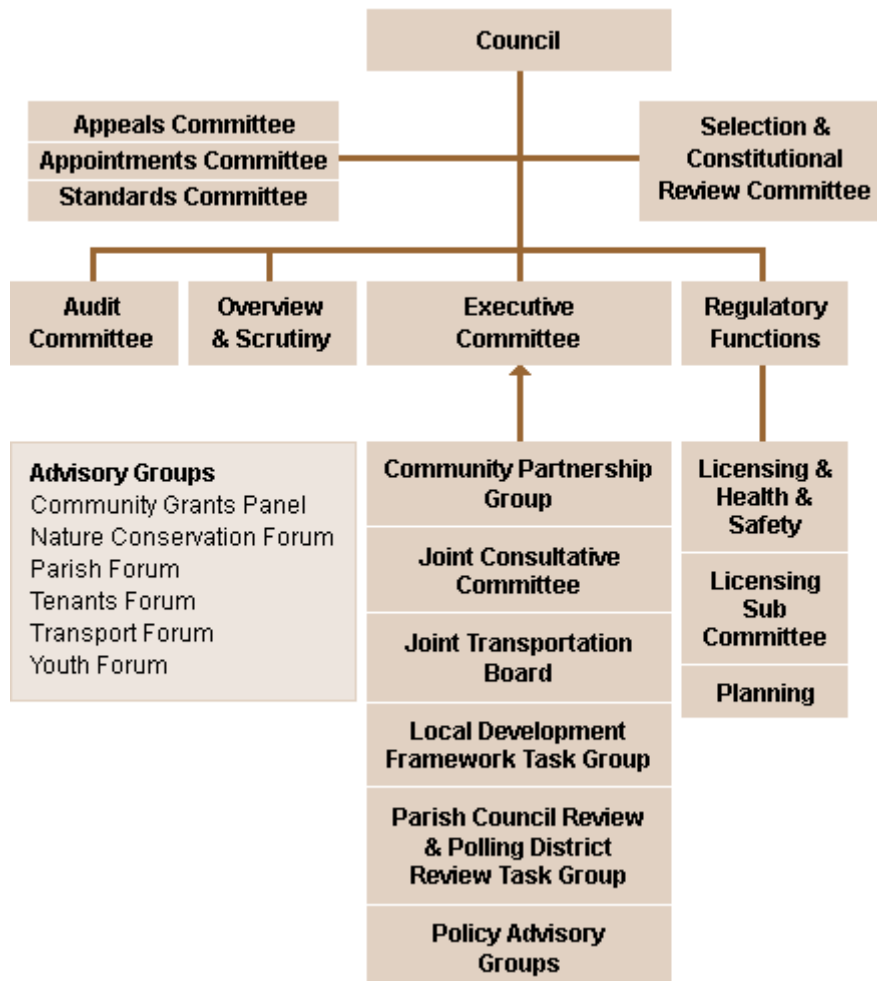 Council
Appeals Committee
Appointments Committee
Standards Committee
Selection &
Constitutional
Review Committee
Audit
Committee
Overview
& Scrutiny
Executive
Committee
Regulatory
Functions
Advisory Groups
Community Grants Panel
Nature Conservation Forum
Parish Forum
Tenants Forum
Transport Forum
Youth Forum
Community Partnership
Group
Joint Consultative
Committee
Joint Transportation
Board
Local Development
Framework Task Group
Parish Council Review
& Polling District
Review Task Group
Policy Advisory
Groups
Licensing &
Health &
Safety
Licensing
Sub
Committee
Planning